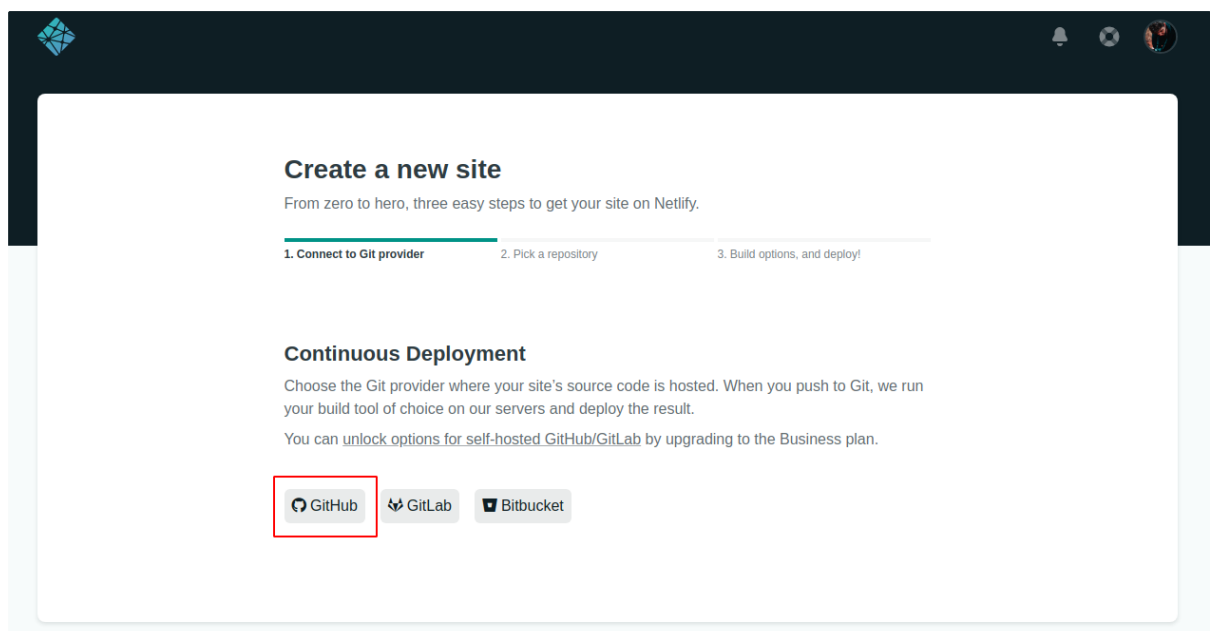 Create a new site
From zero to hero, three easy steps to get your site on Netlify.
1. Connect to Git provider
2. Pick a repository
3. Build options, and deploy!
Continuous Deployment
Choose the Git provider where your site’s source code is hosted. When you push to Git, we run
your build tool of choice on our servers and deploy the result.
You can unlock options for self-hosted GitHub/GitLab by upgrading to the Business plan.
GitHub
GitLab
Bitbucket